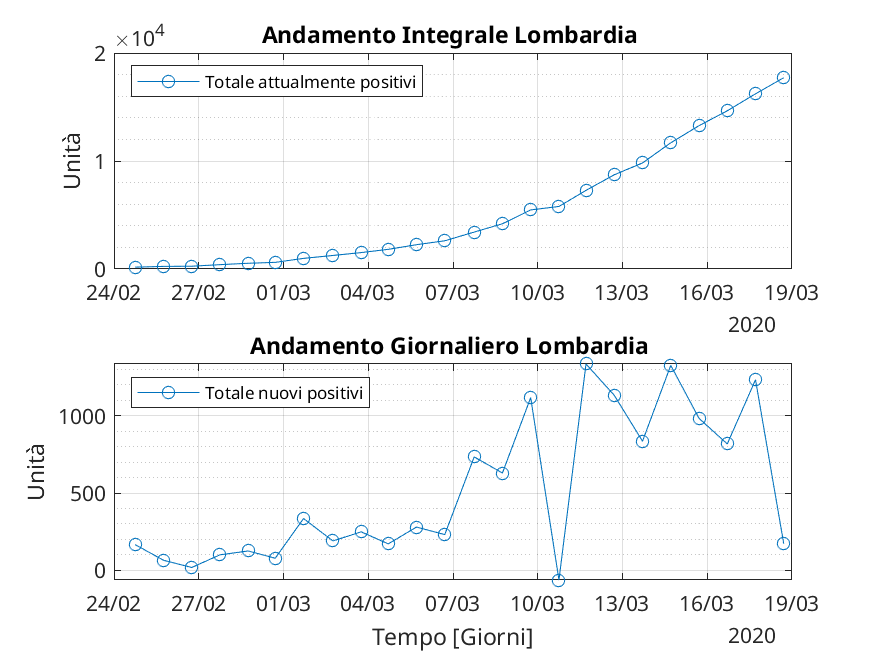 Andamento Integrale Lombardia
×10⁴
Totale attualmente positivi
2
1
0
Unità
24/02 27/02 01/03 04/03 07/03 10/03 13/03 16/03 19/03
2020
Andamento Giornaliero Lombardia
Totale nuovi positivi
1000
500
0
Unità
24/02 27/02 01/03 04/03 07/03 10/03 13/03 16/03 19/03
Tempo [Giorni]
2020